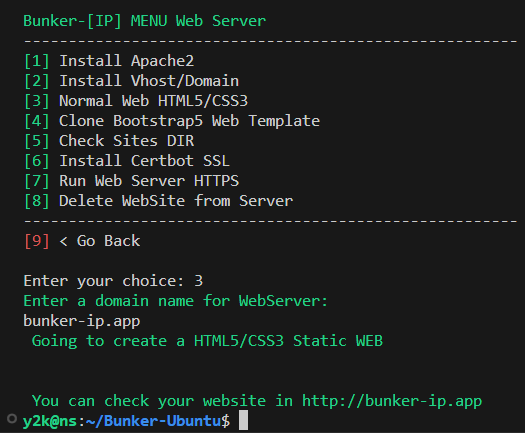 Bunker-[IP] MENU Web Server
-------------------------------------------------------
[1] Install Apache2
[2] Install Vhost/Domain
[3] Normal Web HTML5/CSS3
[4] Clone Bootstrap5 Web Template
[5] Check Sites DIR
[6] Install Certbot SSL
[7] Run Web Server HTTPS
[8] Delete WebSite from Server
-------------------------------------------------------
[9] < Go Back
Enter your choice: 3
Enter a domain name for WebServer:
bunker-ip.app
Going to create a HTML5/CSS3 Static WEB
You can check your website in http://bunker-ip.app
y2k@ns:~/Bunker-Ubuntu$